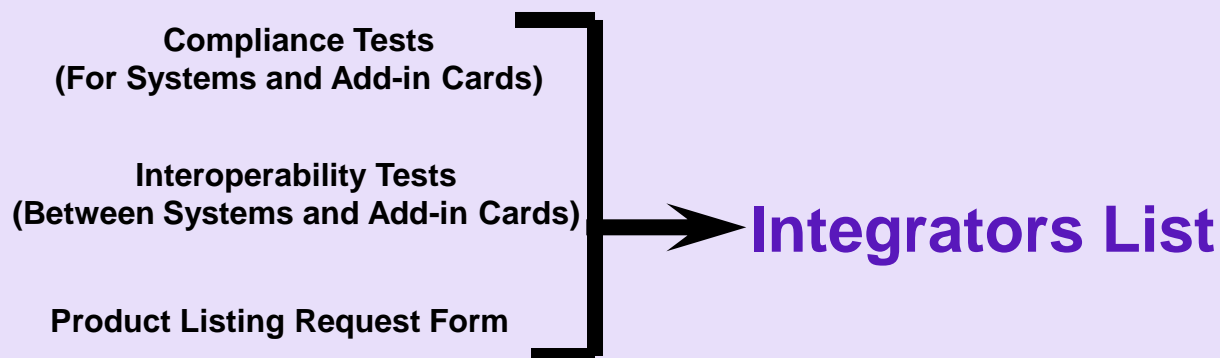 Compliance Tests
(For Systems and Add-in Cards)
Interoperability Tests
(Between Systems and Add-in Cards)
Integrators List
Product Listing Request Form